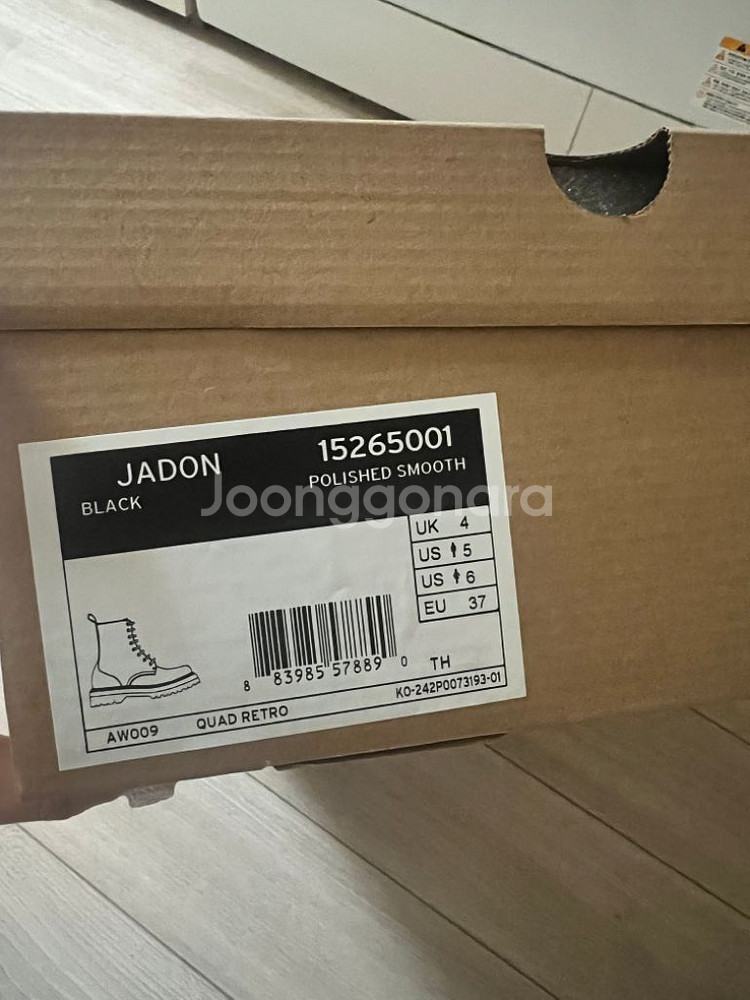 JADON
15265001
BLACK
POLISHED SMOOTH
Joonggonara
UK 4
US 5
US 6
EU 37
8 83985 57889 0
TH
AW009 QUAD RETRO KO-242P0073193-01